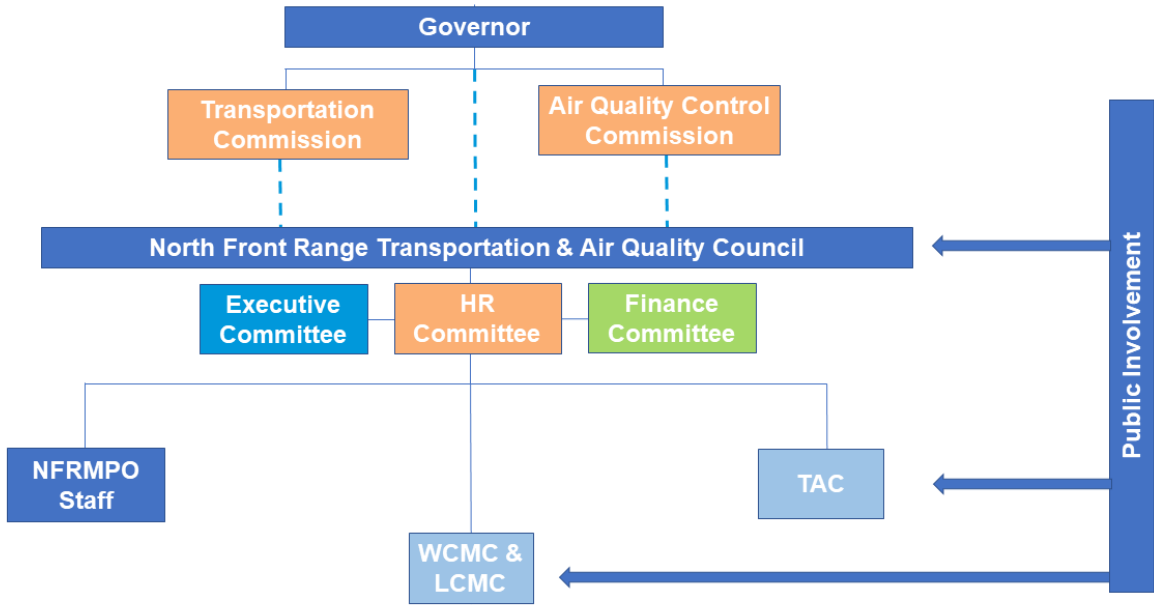 Governor
Transportation
Commission
Air Quality Control
Commission
North Front Range Transportation & Air Quality Council
Executive
Committee
HR
Committee
Finance
Committee
NFRMPO
Staff
TAC
WCMC &
LCMC
Public Involvement